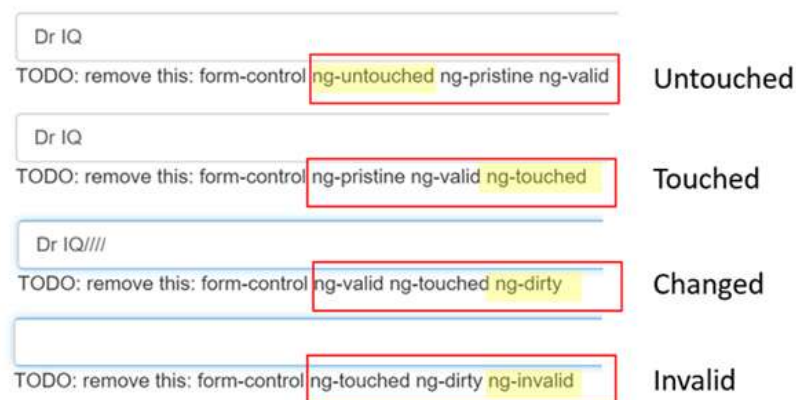 Dr IQ
TODO: remove this: form-control ng-untouched ng-pristine ng-valid
Untouched
Dr IQ
TODO: remove this: form-control ng-pristine ng-valid ng-touched
Touched
Dr IQ////
TODO: remove this: form-control ng-valid ng-touched ng-dirty
Changed
TODO: remove this: form-control ng-touched ng-dirty ng-invalid
Invalid